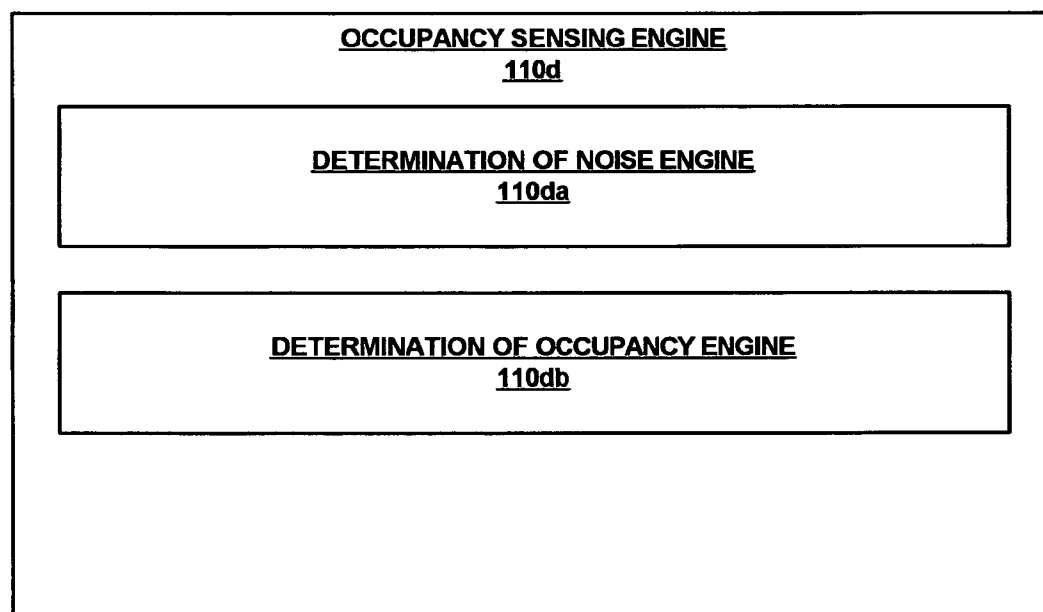 OCCUPANCY SENSING ENGINE
110d
DETERMINATION OF NOISE ENGINE
110da
DETERMINATION OF OCCUPANCY ENGINE
110db